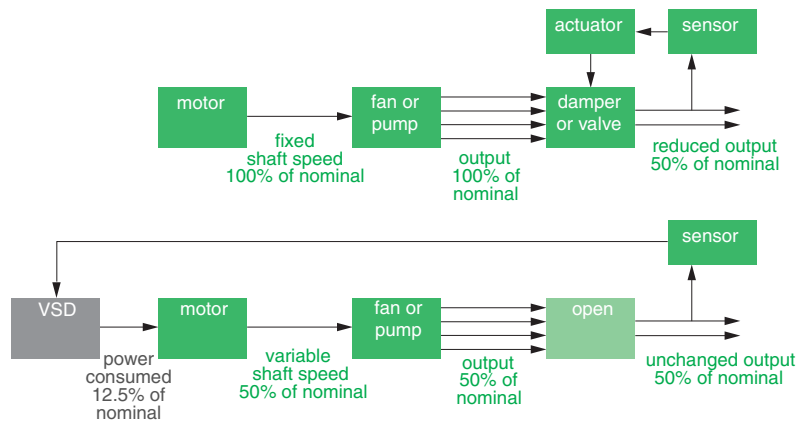 actuator
sensor
motor
fan or
pump
damper
or valve
fixed
shaft speed
100% of nominal
output
100% of
nominal
reduced output
50% of nominal
sensor
VSD
motor
fan or
pump
open
power
consumed
12.5% of
nominal
variable
shaft speed
50% of nominal
output
50% of
nominal
unchanged output
50% of nominal